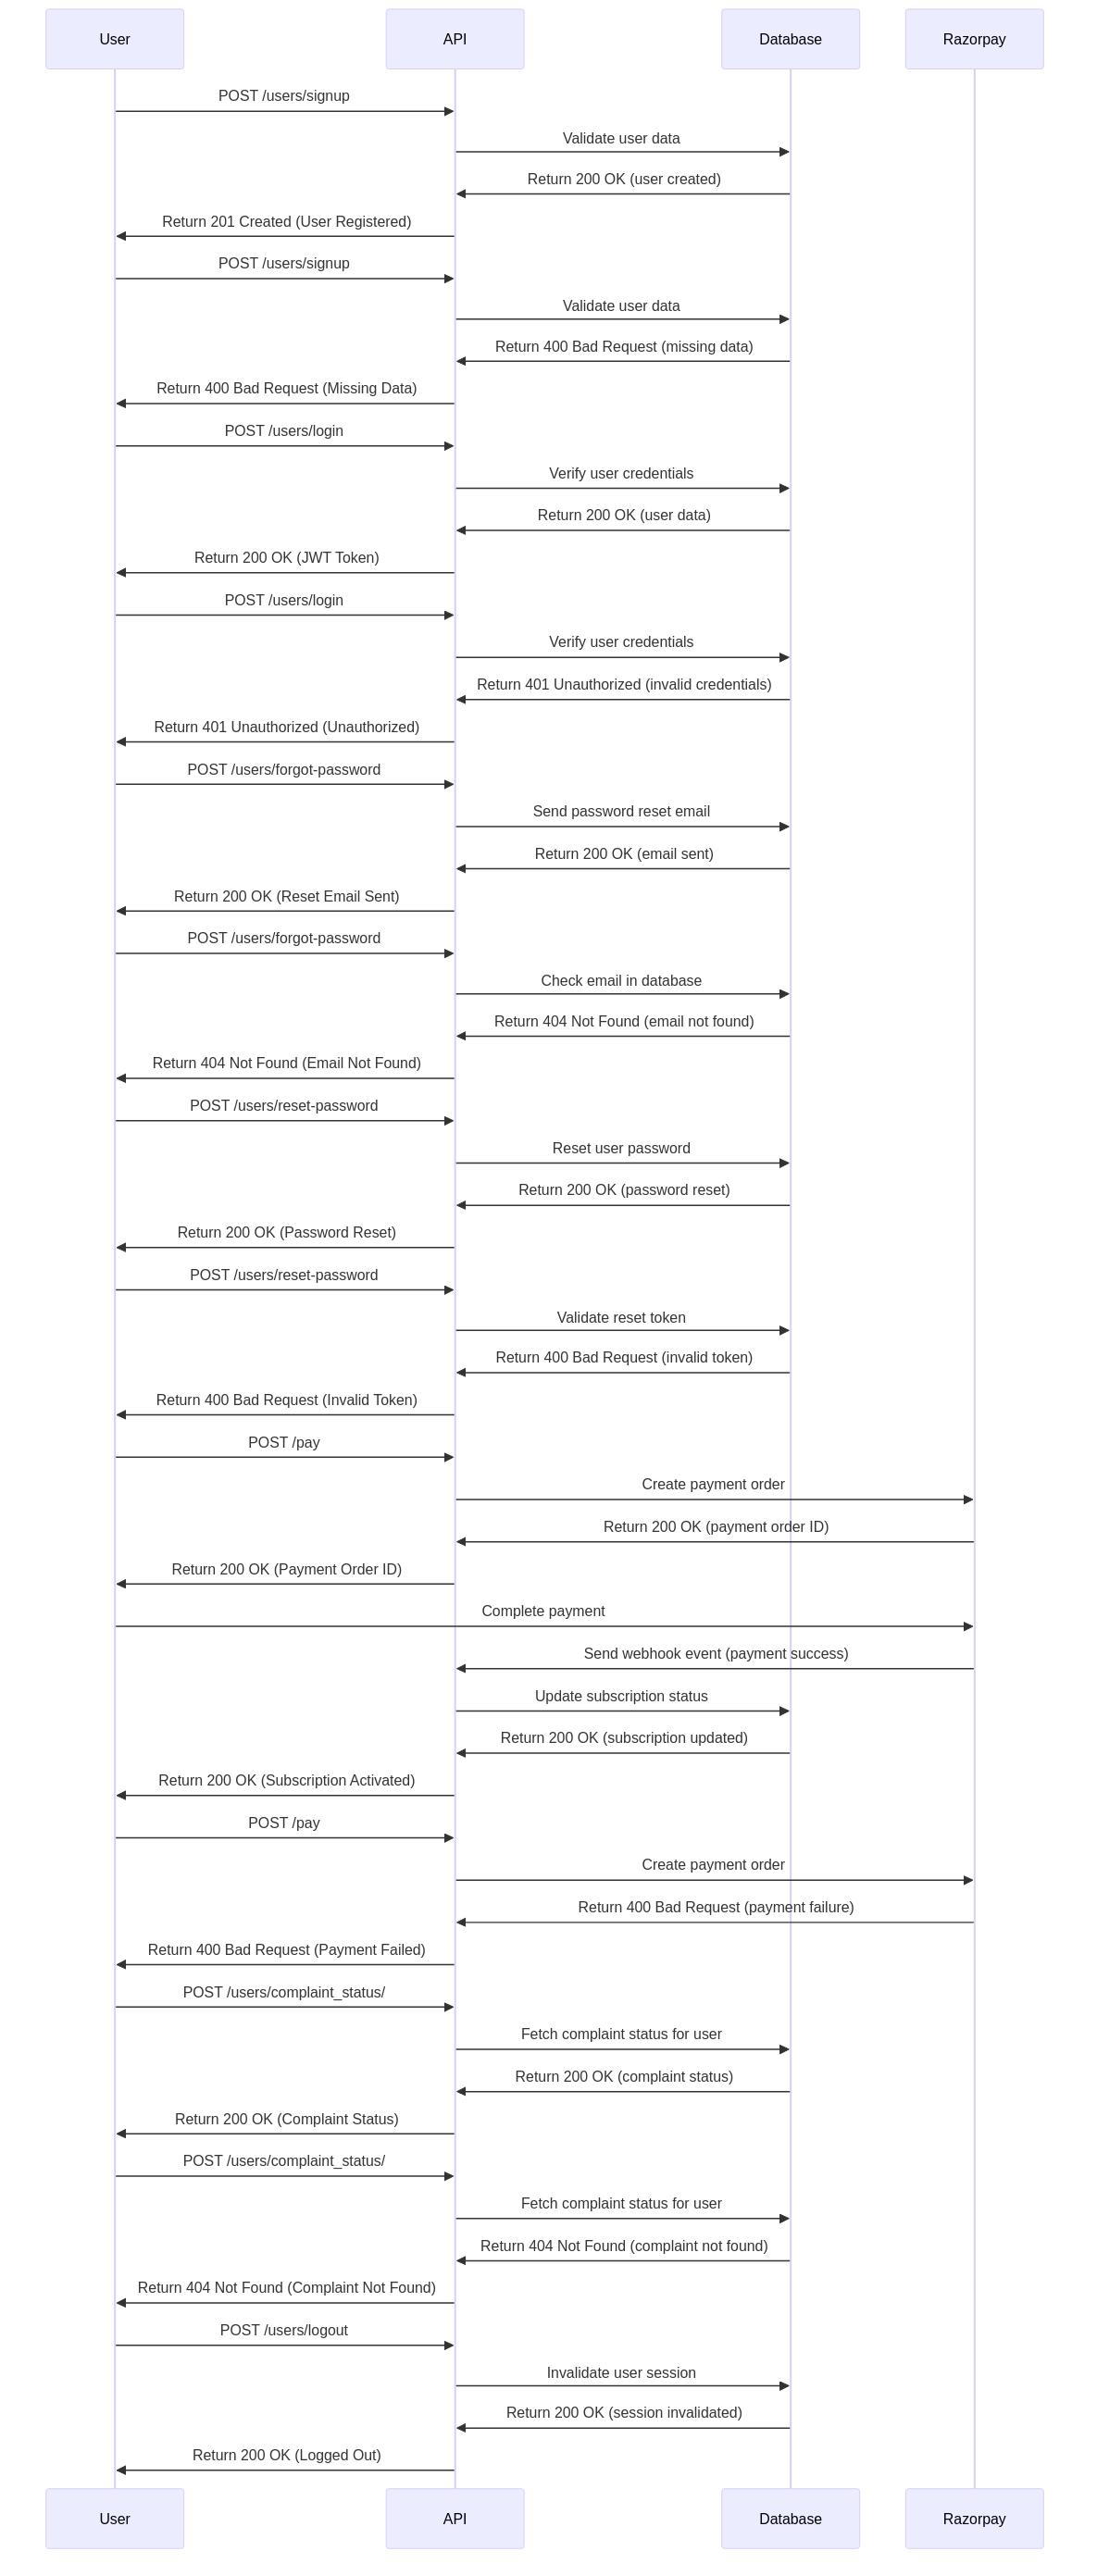 User
API
Database
Razorpay
POST /users/signup
Validate user data
Return 200 OK (user created)
Return 201 Created (User Registered)
POST /users/signup
Validate user data
Return 400 Bad Request (missing data)
Return 400 Bad Request (Missing Data)
POST /users/login
Verify user credentials
Return 200 OK (user data)
Return 200 OK (JWT Token)
POST /users/login
Verify user credentials
Return 401 Unauthorized (invalid credentials)
Return 401 Unauthorized (Unauthorized)
POST /users/forgot-password
Send password reset email
Return 200 OK (email sent)
Return 200 OK (Reset Email Sent)
POST /users/forgot-password
Check email in database
Return 404 Not Found (email not found)
Return 404 Not Found (Email Not Found)
POST /users/reset-password
Reset user password
Return 200 OK (password reset)
Return 200 OK (Password Reset)
POST /users/reset-password
Validate reset token
Return 400 Bad Request (invalid token)
Return 400 Bad Request (Invalid Token)
POST /pay
Create payment order
Return 200 OK (payment order ID)
Return 200 OK (Payment Order ID)
Complete payment
Send webhook event (payment success)
Update subscription status
Return 200 OK (subscription updated)
Return 200 OK (Subscription Activated)
POST /pay
Create payment order
Return 400 Bad Request (payment failure)
Return 400 Bad Request (Payment Failed)
POST /users/complaint_status/
Fetch complaint status for user
Return 200 OK (complaint status)
Return 200 OK (Complaint Status)
POST /users/complaint_status/
Fetch complaint status for user
Return 404 Not Found (complaint not found)
Return 404 Not Found (Complaint Not Found)
POST /users/logout
Invalidate user session
Return 200 OK (session invalidated)
Return 200 OK (Logged Out)
User
API
Database
Razorpay